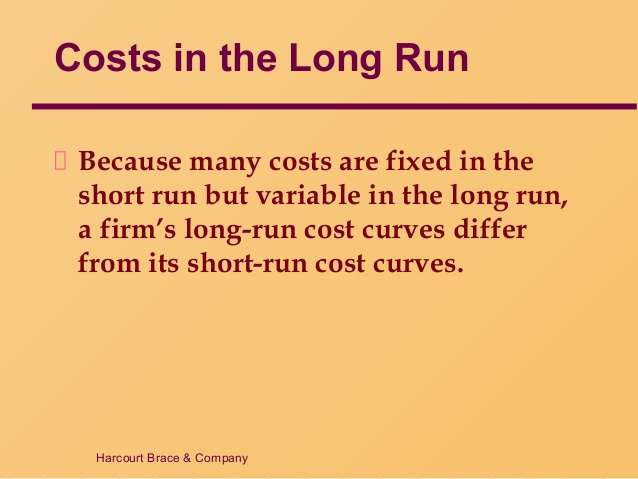 Costs in the Long Run
Because many costs are fixed in the
short run but variable in the long run,
a firm’s long-run cost curves differ
from its short-run cost curves.
Harcourt Brace & Company